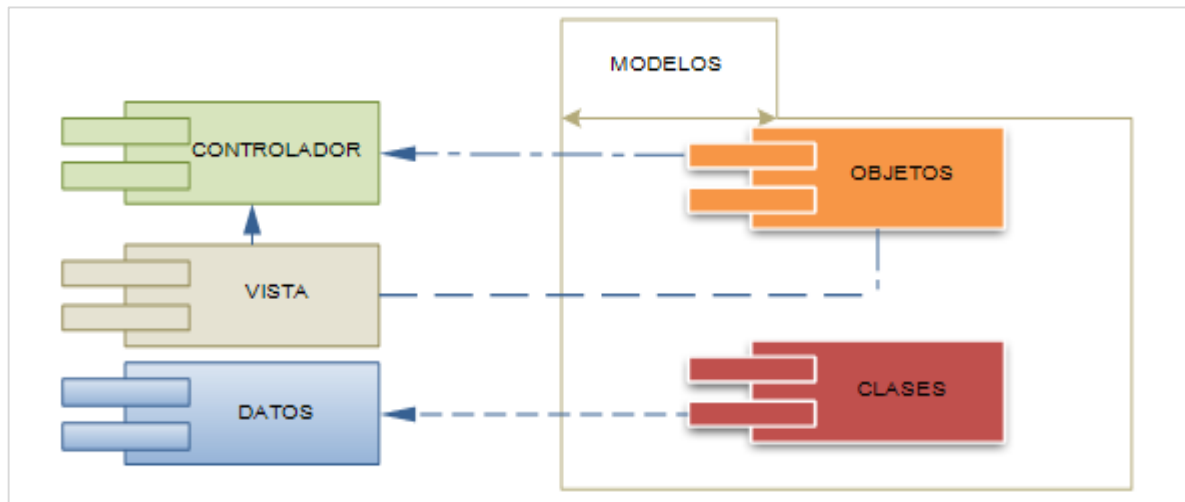 MODELOS
CONTROLADOR
OBJETOS
VISTA
CLASES
DATOS